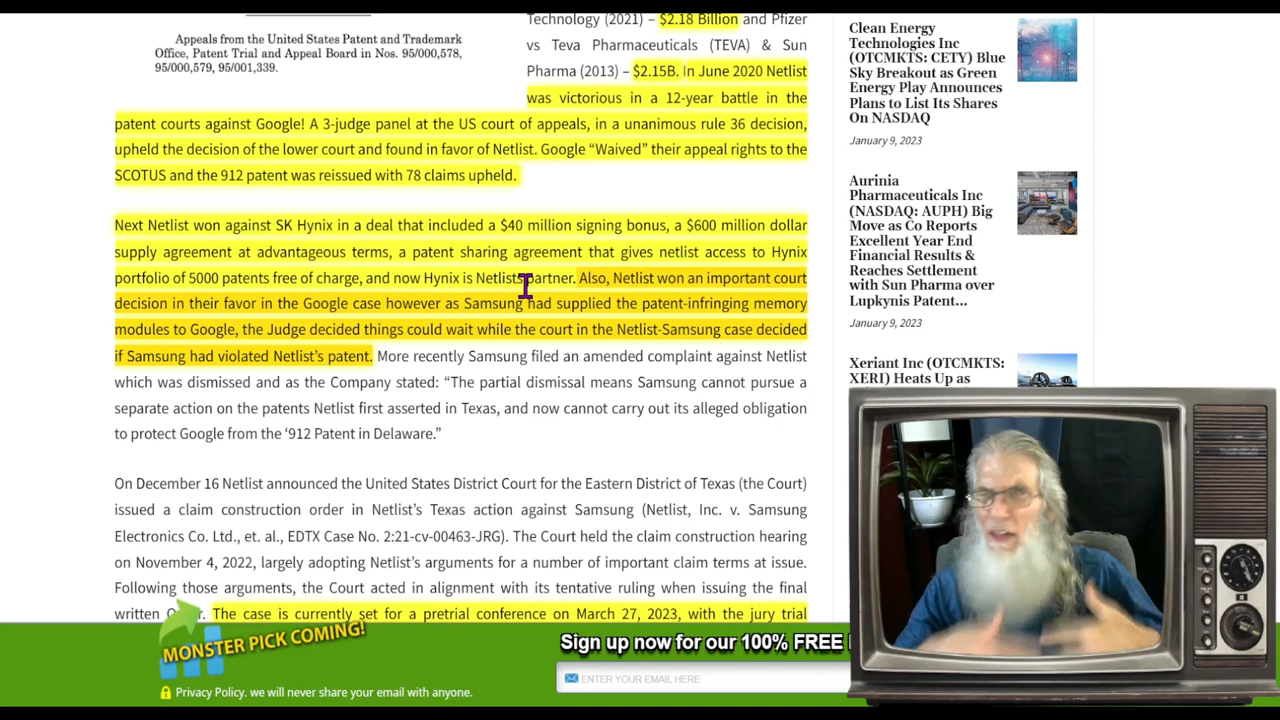 Appeals from the United States Patent and Trademark
Office, Patent Trial and Appeal Board in Nos. 95/000,578,
95/000,579, 95/001,339.
Technology (2021) – $2.18 Billion and Pfizer
vs Teva Pharmaceuticals (TEVA) & Sun
Pharma (2013) – $2.15B. In June 2020 Netlist
was victorious in a 12-year battle in the
patent courts against Google! A 3-judge panel at the US court of appeals, in a unanimous rule 36 decision,
upheld the decision of the lower court and found in favor of Netlist. Google “Waived” their appeal rights to the
SCOTUS and the 912 patent was reissued with 78 claims upheld.
Next Netlist won against SK Hynix in a deal that included a $40 million signing bonus, a $600 million dollar
supply agreement at advantageous terms, a patent sharing agreement that gives netlist access to Hynix
portfolio of 5000 patents free of charge, and now Hynix is Netlists partner. Also, Netlist won an important court
decision in their favor in the Google case however as Samsung had supplied the patent-infringing memory
modules to Google, the Judge decided things could wait while the court in the Netlist-Samsung case decided
if Samsung had violated Netlist’s patent. More recently Samsung filed an amended complaint against Netlist
which was dismissed and as the Company stated: “The partial dismissal means Samsung cannot pursue a
separate action on the patents Netlist first asserted in Texas, and now cannot carry out its alleged obligation
to protect Google from the ‘912 Patent in Delaware.”
On December 16 Netlist announced the United States District Court for the Eastern District of Texas (the Court)
issued a claim construction order in Netlist’s Texas action against Samsung (Netlist, Inc. v. Samsung
Electronics Co. Ltd., et. al., EDTX Case No. 2:21-cv-00463-JRG). The Court held the claim construction hearing
on November 4, 2022, largely adopting Netlist’s arguments for a number of important claim terms at issue.
Following those arguments, the Court acted in alignment with its tentative ruling when issuing the final
written The case is currently set for a pretrial conference on March 27, 2023, with the jury trial
Clean Energy
Technologies Inc
(OTCMKTS: CETY) Blue
Sky Breakout as Green
Energy Play Announces
Plans to List Its Shares
On NASDAQ
January 9, 2023
Aurinia
Pharmaceuticals Inc
(NASDAQ: AUPH) Big
Move as Co Reports
Excellent Year End
Financial Results &
Reaches Settlement
with Sun Pharma over
Lupkynis Patent…
January 9, 2023
Xeriant Inc (OTCMKTS:
XERI) Heats Up as
MONSTER PICK COMING!
Privacy Policy. we will never share your email with anyone.
Sign up now for our 100% FREE
ENTER YOUR EMAIL HERE